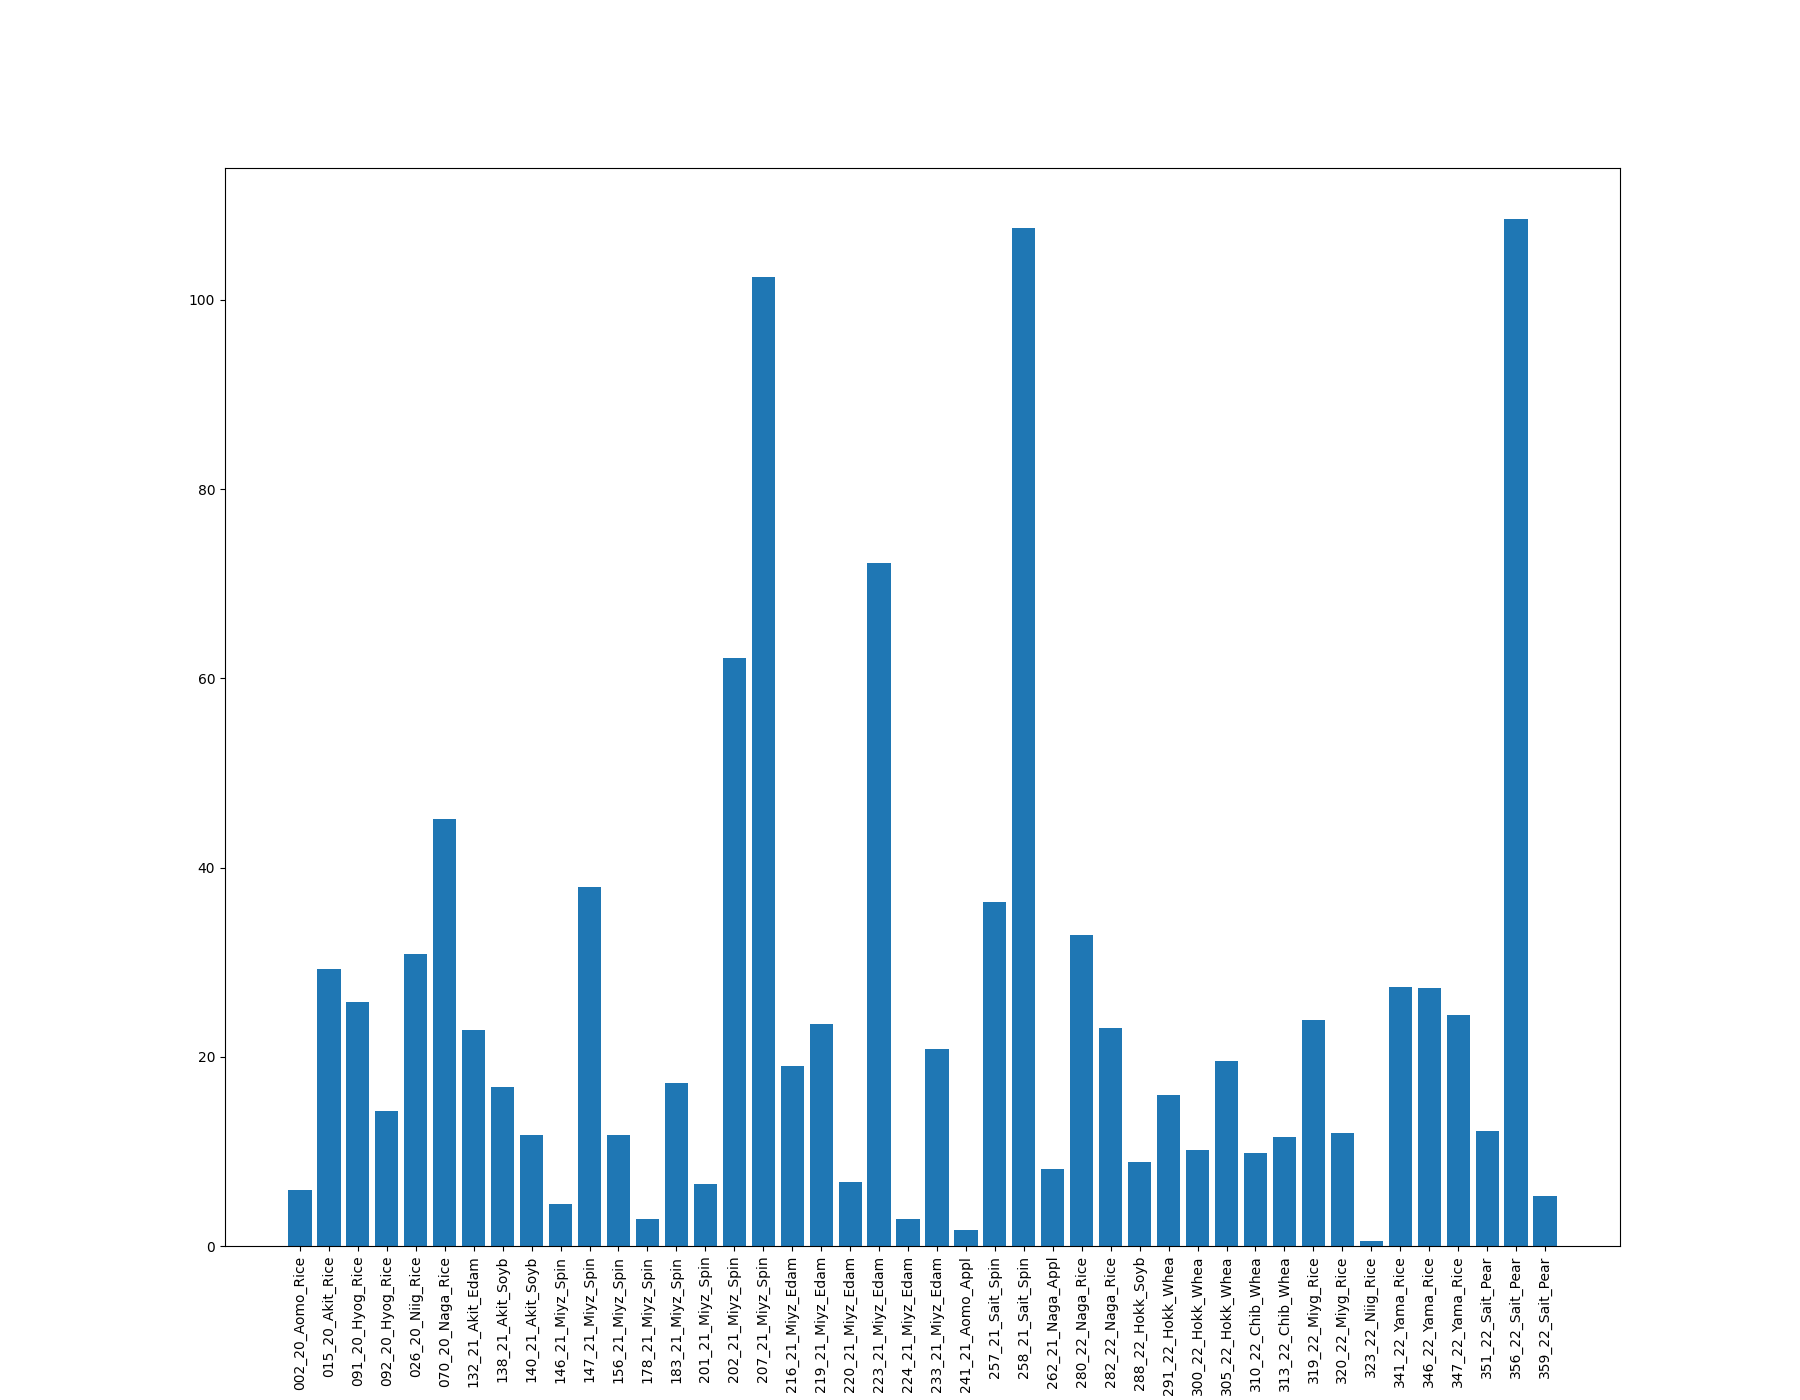 100
80
60
40
20
0
002_20_Aomo_Rice
015_20_Akit_Rice
091_20_Hyog_Rice
092_20_Hyog_Rice
026_20_Niig_Rice
070_20_Naga_Rice
132_21_Akit_Edam
138_21_Akit_Soyb
140_21_Akit_Soyb
146_21_Miyz_Spin
147_21_Miyz_Spin
156_21_Miyz_Spin
178_21_Miyz_Spin
183_21_Miyz_Spin
201_21_Miyz_Spin
202_21_Miyz_Spin
207_21_Miyz_Spin
216_21_Miyz_Edam
219_21_Miyz_Edam
220_21_Miyz_Edam
223_21_Miyz_Edam
224_21_Miyz_Edam
233_21_Miyz_Edam
241_21_Aomo_Appl
257_21_Sait_Spin
258_21_Sait_Spin
262_21_Naga_Appl
280_22_Naga_Rice
282_22_Naga_Rice
288_22_Hokk_Soyb
291_22_Hokk_Whea
300_22_Hokk_Whea
305_22_Hokk_Whea
310_22_Chib_Whea
313_22_Chib_Whea
319_22_Miyg_Rice
320_22_Miyg_Rice
323_22_Niig_Rice
341_22_Yama_Rice
346_22_Yama_Rice
347_22_Yama_Rice
351_22_Sait_Pear
356_22_Sait_Pear
359_22_Sait_Pear